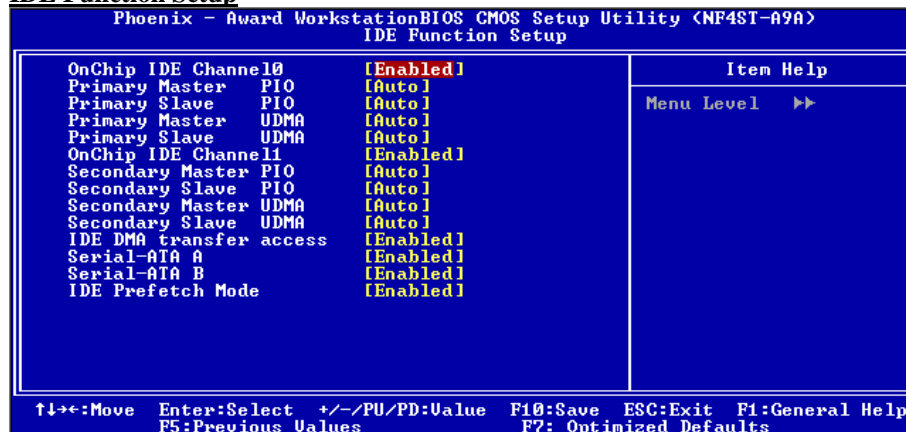 IDE Function Setup
Phoenix - Award WorkstationBIOS CMOS Setup Utility (NF4ST-A9A)
IDE Function Setup
OnChip IDE Channel0 [Enabled]
Primary Master PIO [Auto]
Primary Slave PIO [Auto]
Primary Master UDMA [Auto]
Primary Slave UDMA [Auto]
OnChip IDE Channel1 [Enabled]
Secondary Master PIO [Auto]
Secondary Slave PIO [Auto]
Secondary Master UDMA [Auto]
Secondary Slave UDMA [Auto]
IDE DMA transfer access [Enabled]
Serial-ATA A [Enabled]
Serial-ATA B [Enabled]
IDE Prefetch Mode [Enabled]
Item Help
Menu Level ▶▶
↑↓→←:Move Enter:Select +/-/PU/PD:Value F10:Save ESC:Exit F1:General Help
F5:Previous Values F7: Optimized Defaults